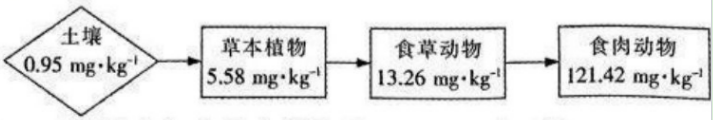 土壤
0.95 mg·kg⁻¹
草本植物
5.58 mg·kg⁻¹
食草动物
13.26 mg·kg⁻¹
食肉动物
121.42 mg·kg⁻¹